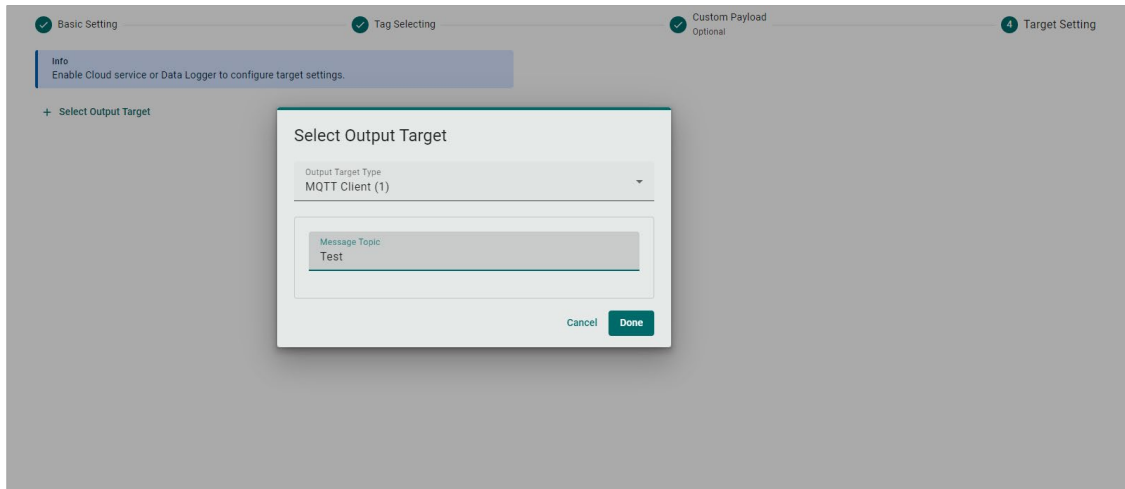 Basic Setting
Tag Selecting
Custom Payload
Optional
4 Target Setting
Info
Enable Cloud service or Data Logger to configure target settings.
+ Select Output Target
Select Output Target
Output Target Type
MQTT Client (1)
Message Topic
Test
Cancel Done